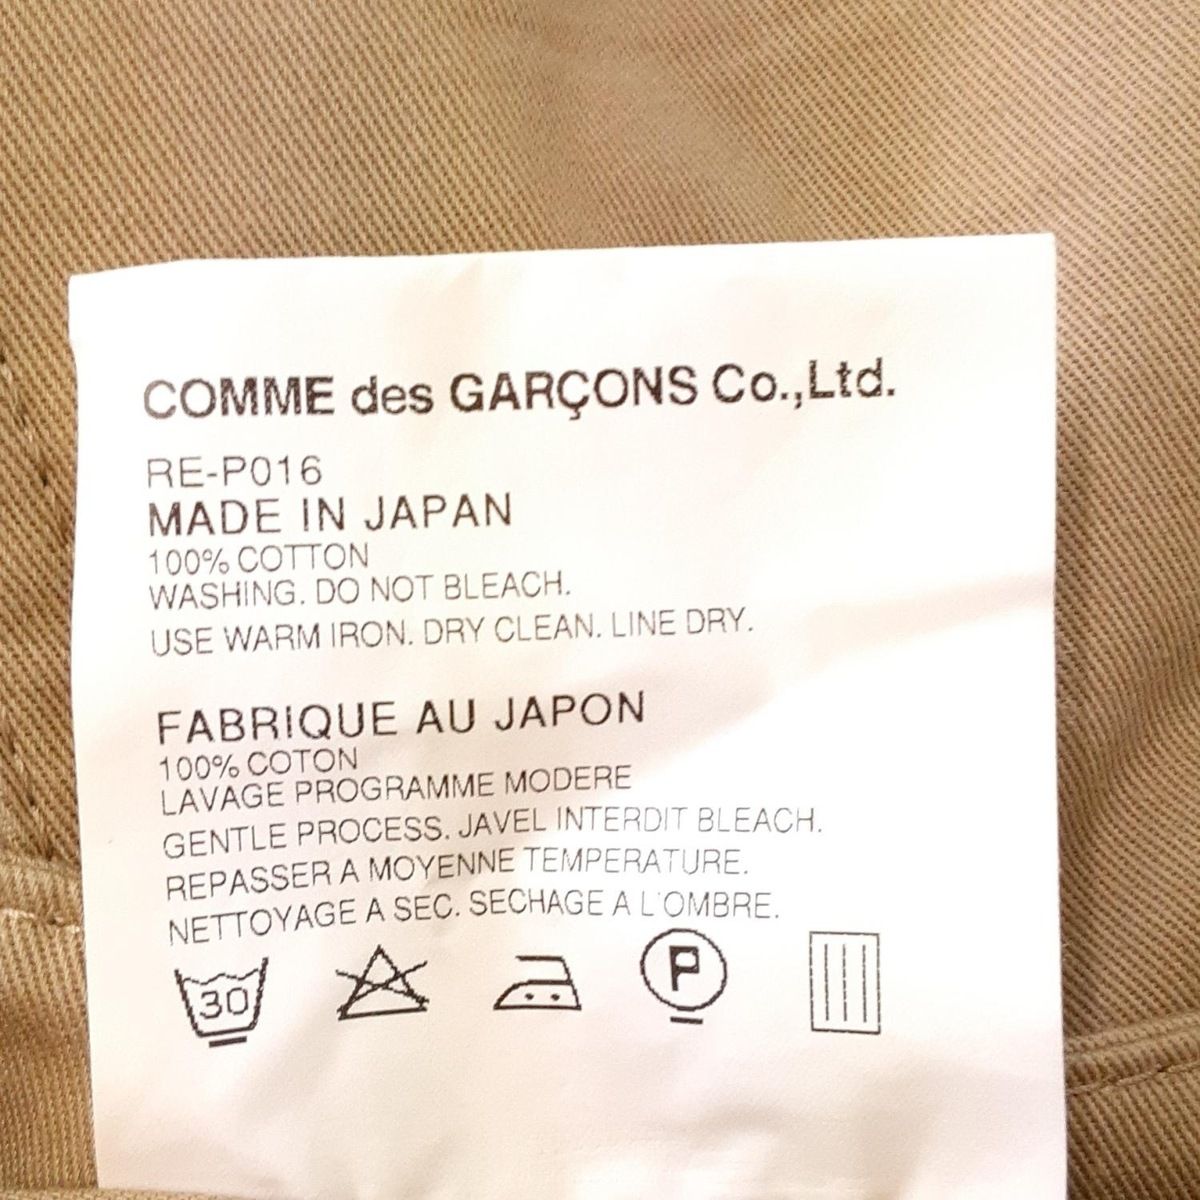 COMME des GARÇONS Co.,Ltd.
RE-P016
MADE IN JAPAN
100% COTTON
WASHING. DO NOT BLEACH.
USE WARM IRON. DRY CLEAN. LINE DRY.
FABRIQUE AU JAPON
100% COTON
LAVAGE PROGRAMME MODERE
GENTLE PROCESS. JAVEL INTERDIT BLEACH.
REPASSER A MOYENNE TEMPERATURE.
NETTOYAGE A SEC. SECHAGE A L'OMBRE.
30 P